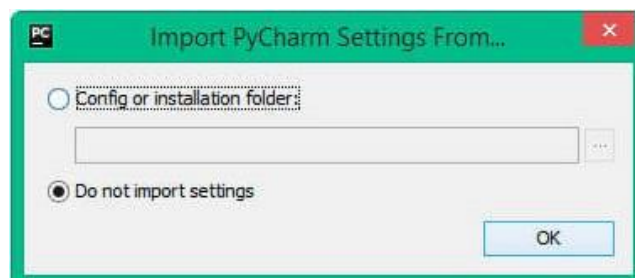 PC
Import PyCharm Settings From...
Config or installation folder:
...
Do not import settings
OK